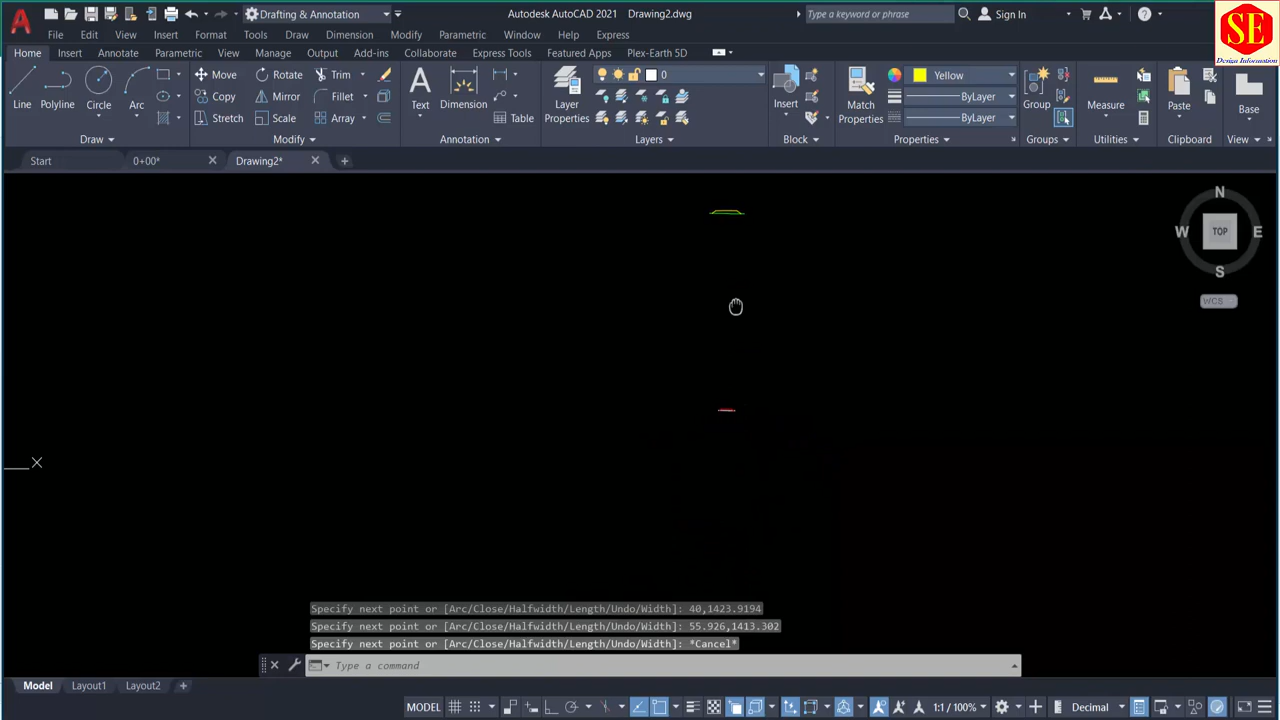 Drafting & Annotation
Autodesk AutoCAD 2021 Drawing2.dwg
Type a keyword or phrase
Sign In
SE
Design Information
File Edit View Insert Format Tools Draw Dimension Modify Parametric Window Help Express
Home Insert Annotate Parametric View Manage Output Add-ins Collaborate Express Tools Featured Apps Plex-Earth 5D
Line Polyline Circle Arc
Move Rotate Trim
Copy Mirror Fillet
Stretch Scale Array
Text Dimension Table
Layer Properties
0
Insert
Match Properties
Yellow
ByLayer
ByLayer
Group
Measure
Paste
Base
Draw Modify Annotation Layers Block Properties Groups Utilities Clipboard View
Start 0+00* Drawing2*
N
W TOP E
S
WCS
X
Specify next point or [Arc/Close/Halfwidth/Length/Undo/Width]: 40,1423.9194
Specify next point or [Arc/Close/Halfwidth/Length/Undo/Width]: 55.926,1413.302
Specify next point or [Arc/Close/Halfwidth/Length/Undo/Width]: *Cancel*
Type a command
Model Layout1 Layout2
MODEL 1:1 / 100% Decimal